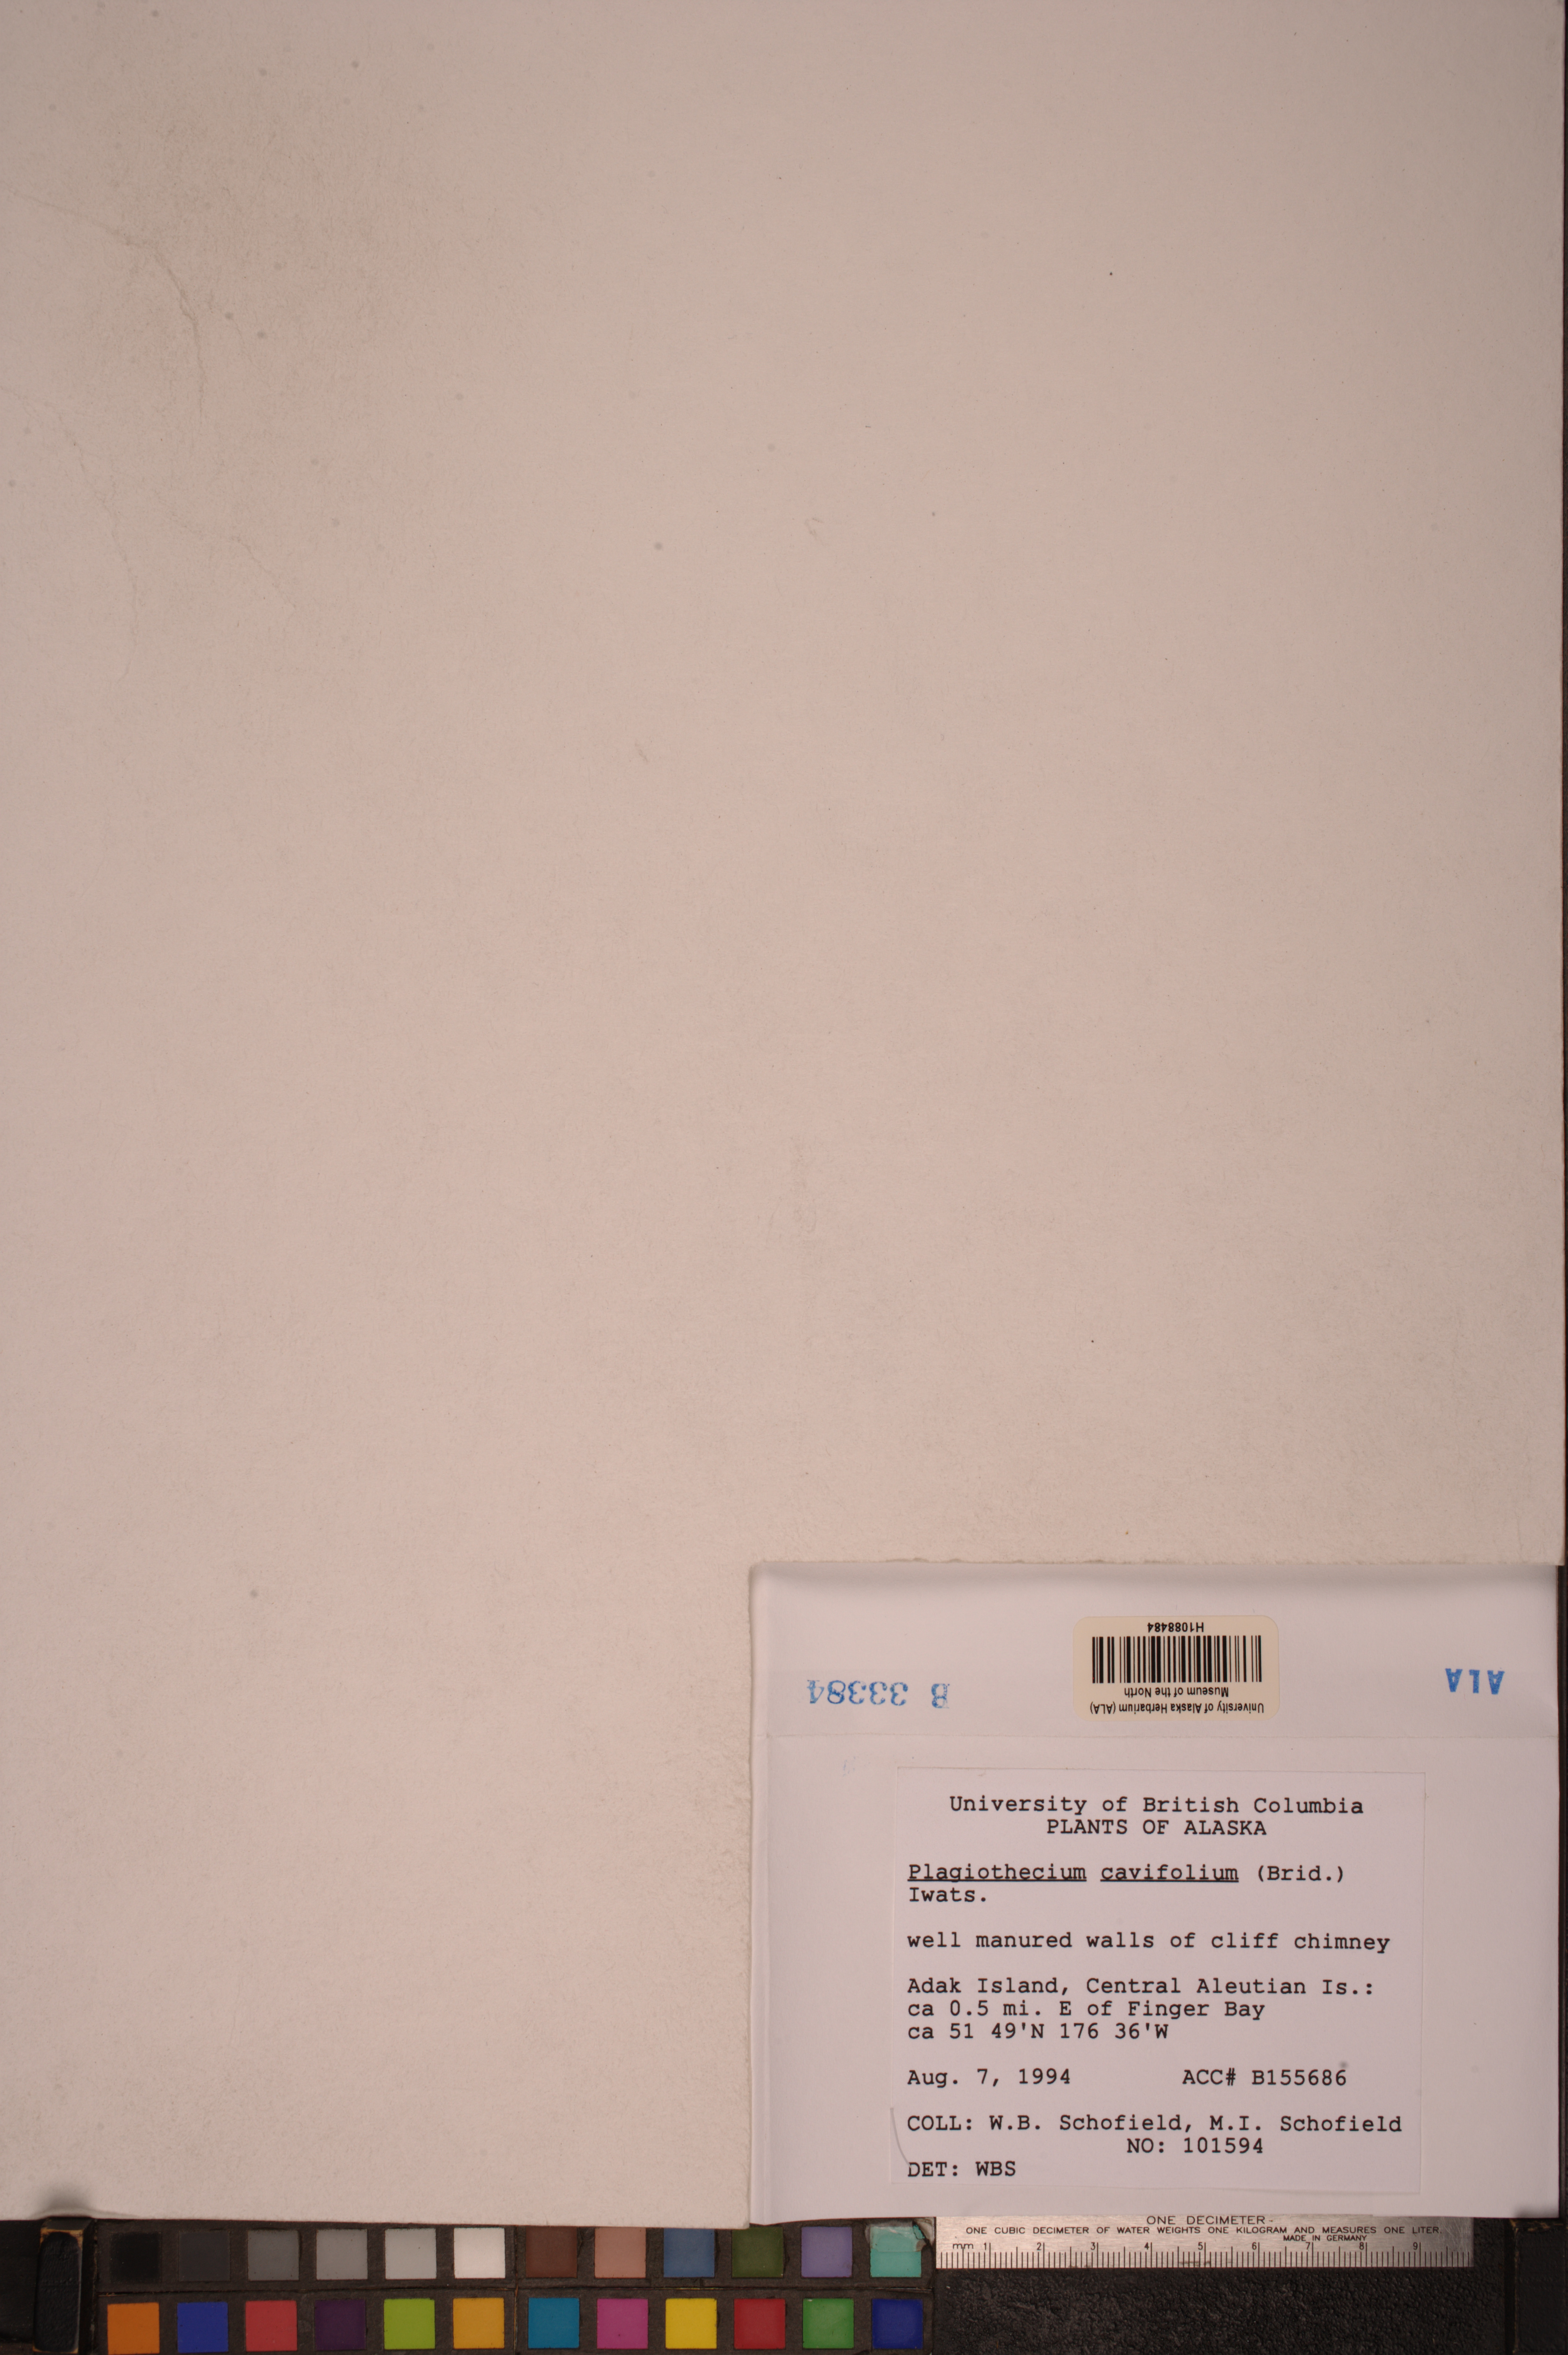 University of Alaska Herbarium (ALA)
Museum of the North
H1088484
B 33384
ALA
University of British Columbia
PLANTS OF ALASKA
Plagiothecium cavifolium (Brid.)
Iwats.
well manured walls of cliff chimney
Adak Island, Central Aleutian Is.:
ca 0.5 mi. E of Finger Bay
ca 51 49'N 176 36'W
Aug. 7, 1994 ACC# B155686
COLL: W.B. Schofield, M.I. Schofield
NO: 101594
DET: WBS
ONE DECIMETER
ONE CUBIC DECIMETER OF WATER WEIGHTS ONE KILOGRAM AND MEASURES ONE LITER.
MADE IN GERMANY
mm 1 2 3 4 5 6 7 8 9